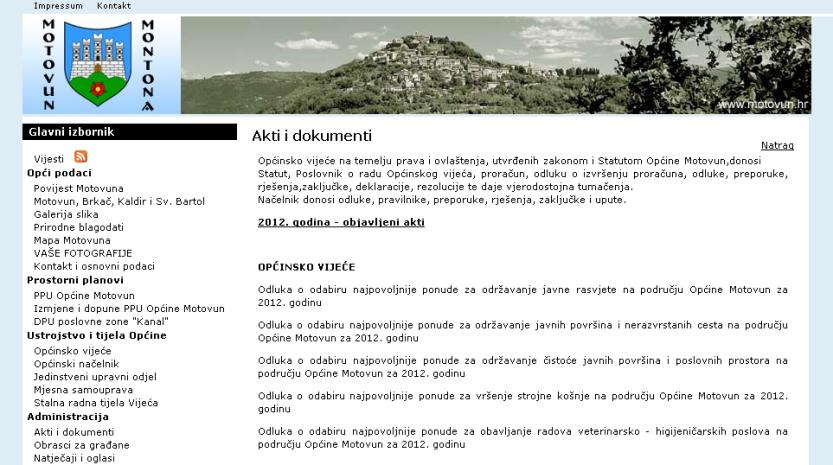 Impressum Kontakt
MOTOVUN
MONTONA
www.motovun.hr
Glavni izbornik
Vijesti
Opći podaci
Povijest Motovuna
Motovun, Brkač, Kaldir i Sv. Bartol
Galerija slika
Prirodne blagodati
Mapa Motovuna
VAŠE FOTOGRAFIJE
Kontakt i osnovni podaci
Prostorni planovi
PPU Općine Motovun
Izmjene i dopune PPU Općine Motovun
DPU poslovne zone "Kanal"
Ustrojstvo i tijela Općine
Općinsko vijeće
Općinski načelnik
Jedinstveni upravni odjel
Mjesna samouprava
Stalna radna tijela Vijeća
Administracija
Akti i dokumenti
Obrasci za građane
Natječaji i oglasi
Akti i dokumenti
Natrag
Općinsko vijeće na temelju prava i ovlaštenja, utvrđenih zakonom i Statutom Općine Motovun,donosi
Statut, Poslovnik o radu Općinskog vijeća, proračun, odluku o izvršenju proračuna, odluke, preporuke,
rješenja,zaključke, deklaracije, rezolucije te daje vjerodostojna tumačenja.
Načelnik donosi odluke, pravilnike, preporuke, rješenja, zaključke i upute.
2012. godina - objavljeni akti
OPĆINSKO VIJEĆE
Odluka o odabiru najpovoljnije ponude za održavanje javne rasvjete na području Općine Motovun za
2012. godinu
Odluka o odabiru najpovoljnije ponude za održavanje javnih površina i nerazvrstanih cesta na području
Općine Motovun za 2012. godinu
Odluka o odabiru najpovoljnije ponude za održavanje čistoće javnih površina i poslovnih prostora na
području Općine Motovun za 2012. godinu
Odluka o odabiru najpovoljnije ponude za vršenje strojne košnje na području Općine Motovun za 2012.
godinu
Odluka o odabiru najpovoljnije ponude za obavljanje radova veterinarsko - higijeničarskih poslova na
području Općine Motovun za 2012. godinu